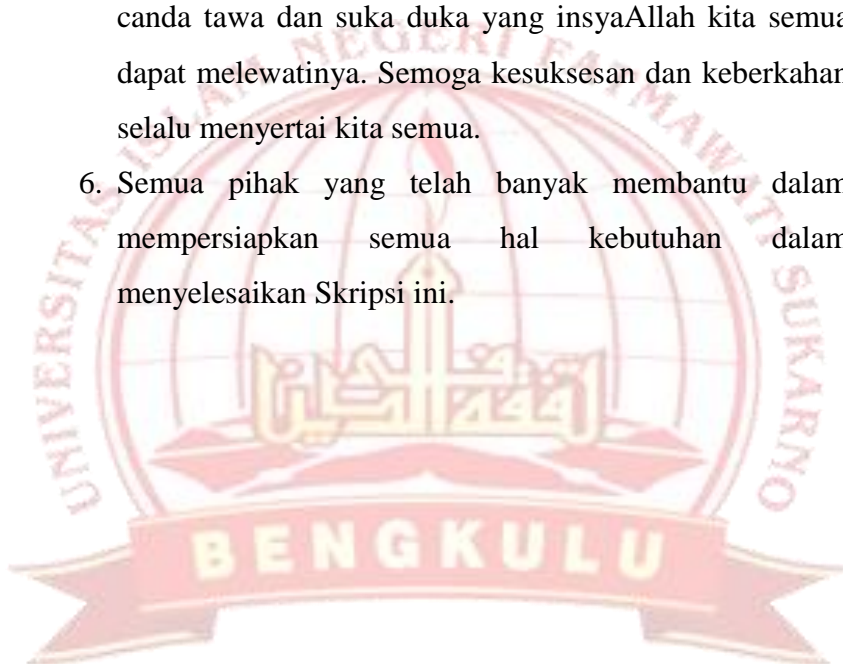 canda tawa dan suka duka yang insyaAllah kita semua
dapat melewatinya. Semoga kesuksesan dan keberkahan
selalu menyertai kita semua.
6. Semua pihak yang telah banyak membantu dalam
mempersiapkan semua hal kebutuhan dalam
menyelesaikan Skripsi ini.
UNIVERSITAS ISLAM NEGERI FATMAWATI SUKARNO
BENGKULU